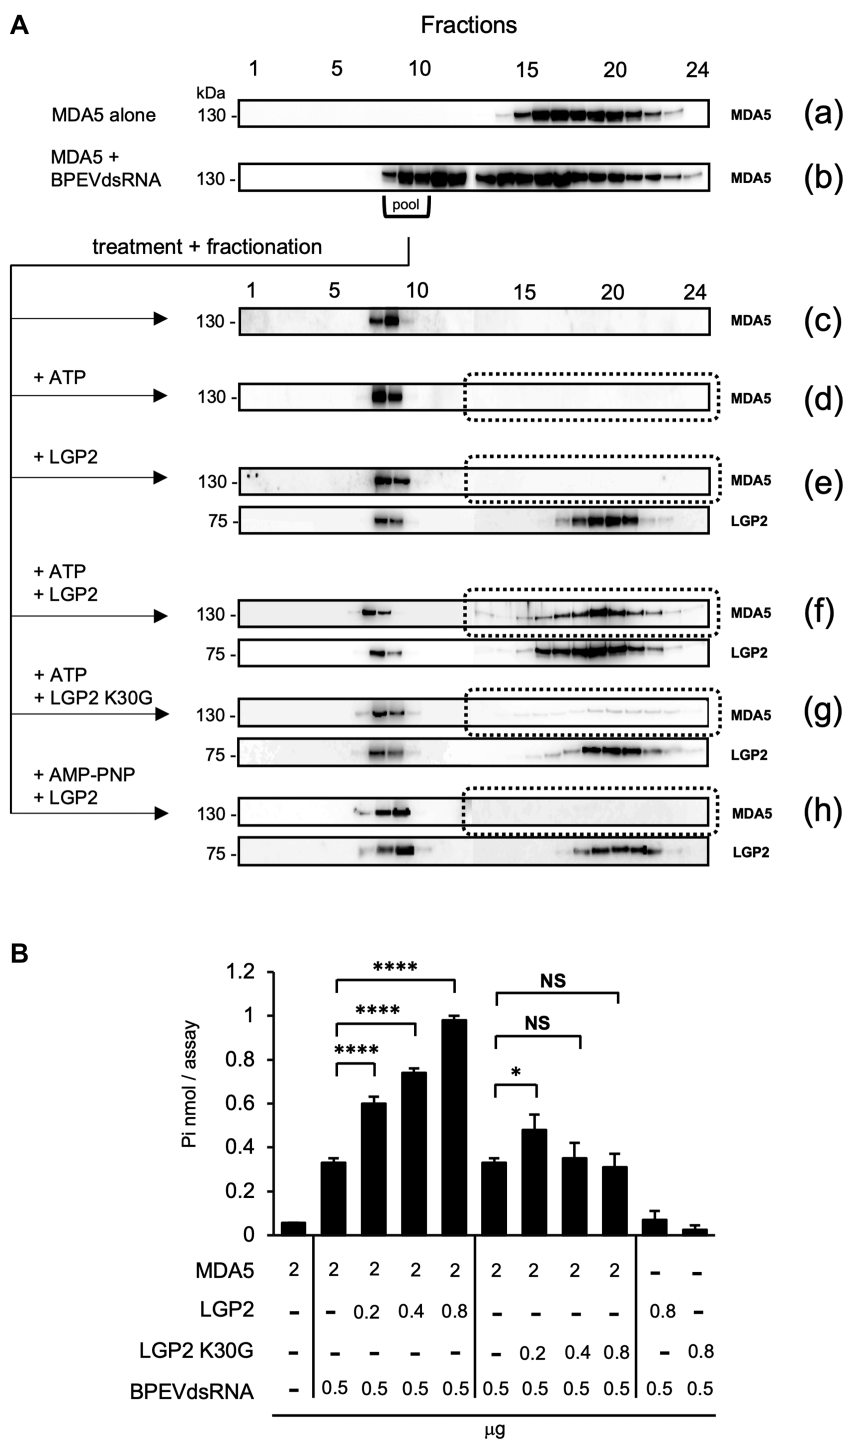 A
Fractions
1 5 10 15 20 24
kDa
MDA5 alone 130 - MDA5 (a)
MDA5 +
BPEVdsRNA 130 - MDA5 (b)
pool
treatment + fractionation
1 5 10 15 20 24
130 - MDA5 (c)
+ ATP
130 - MDA5 (d)
+ LGP2
130 - MDA5 (e)
75 - LGP2
+ ATP
+ LGP2
130 - MDA5 (f)
75 - LGP2
+ ATP
+ LGP2 K30G
130 - MDA5 (g)
75 - LGP2
+ AMP-PNP
+ LGP2
130 - MDA5 (h)
75 - LGP2
B
Pi nmol / assay
1.2
1
0.8
0.6
0.4
0.2
0
****
****
****
NS
NS
*
MDA5 2 2 2 2 2 2 2 2 2 - -
LGP2 - - 0.2 0.4 0.8 - - - - 0.8 -
LGP2 K30G - - - - - - 0.2 0.4 0.8 - 0.8
BPEVdsRNA - 0.5 0.5 0.5 0.5 0.5 0.5 0.5 0.5 0.5 0.5
μg